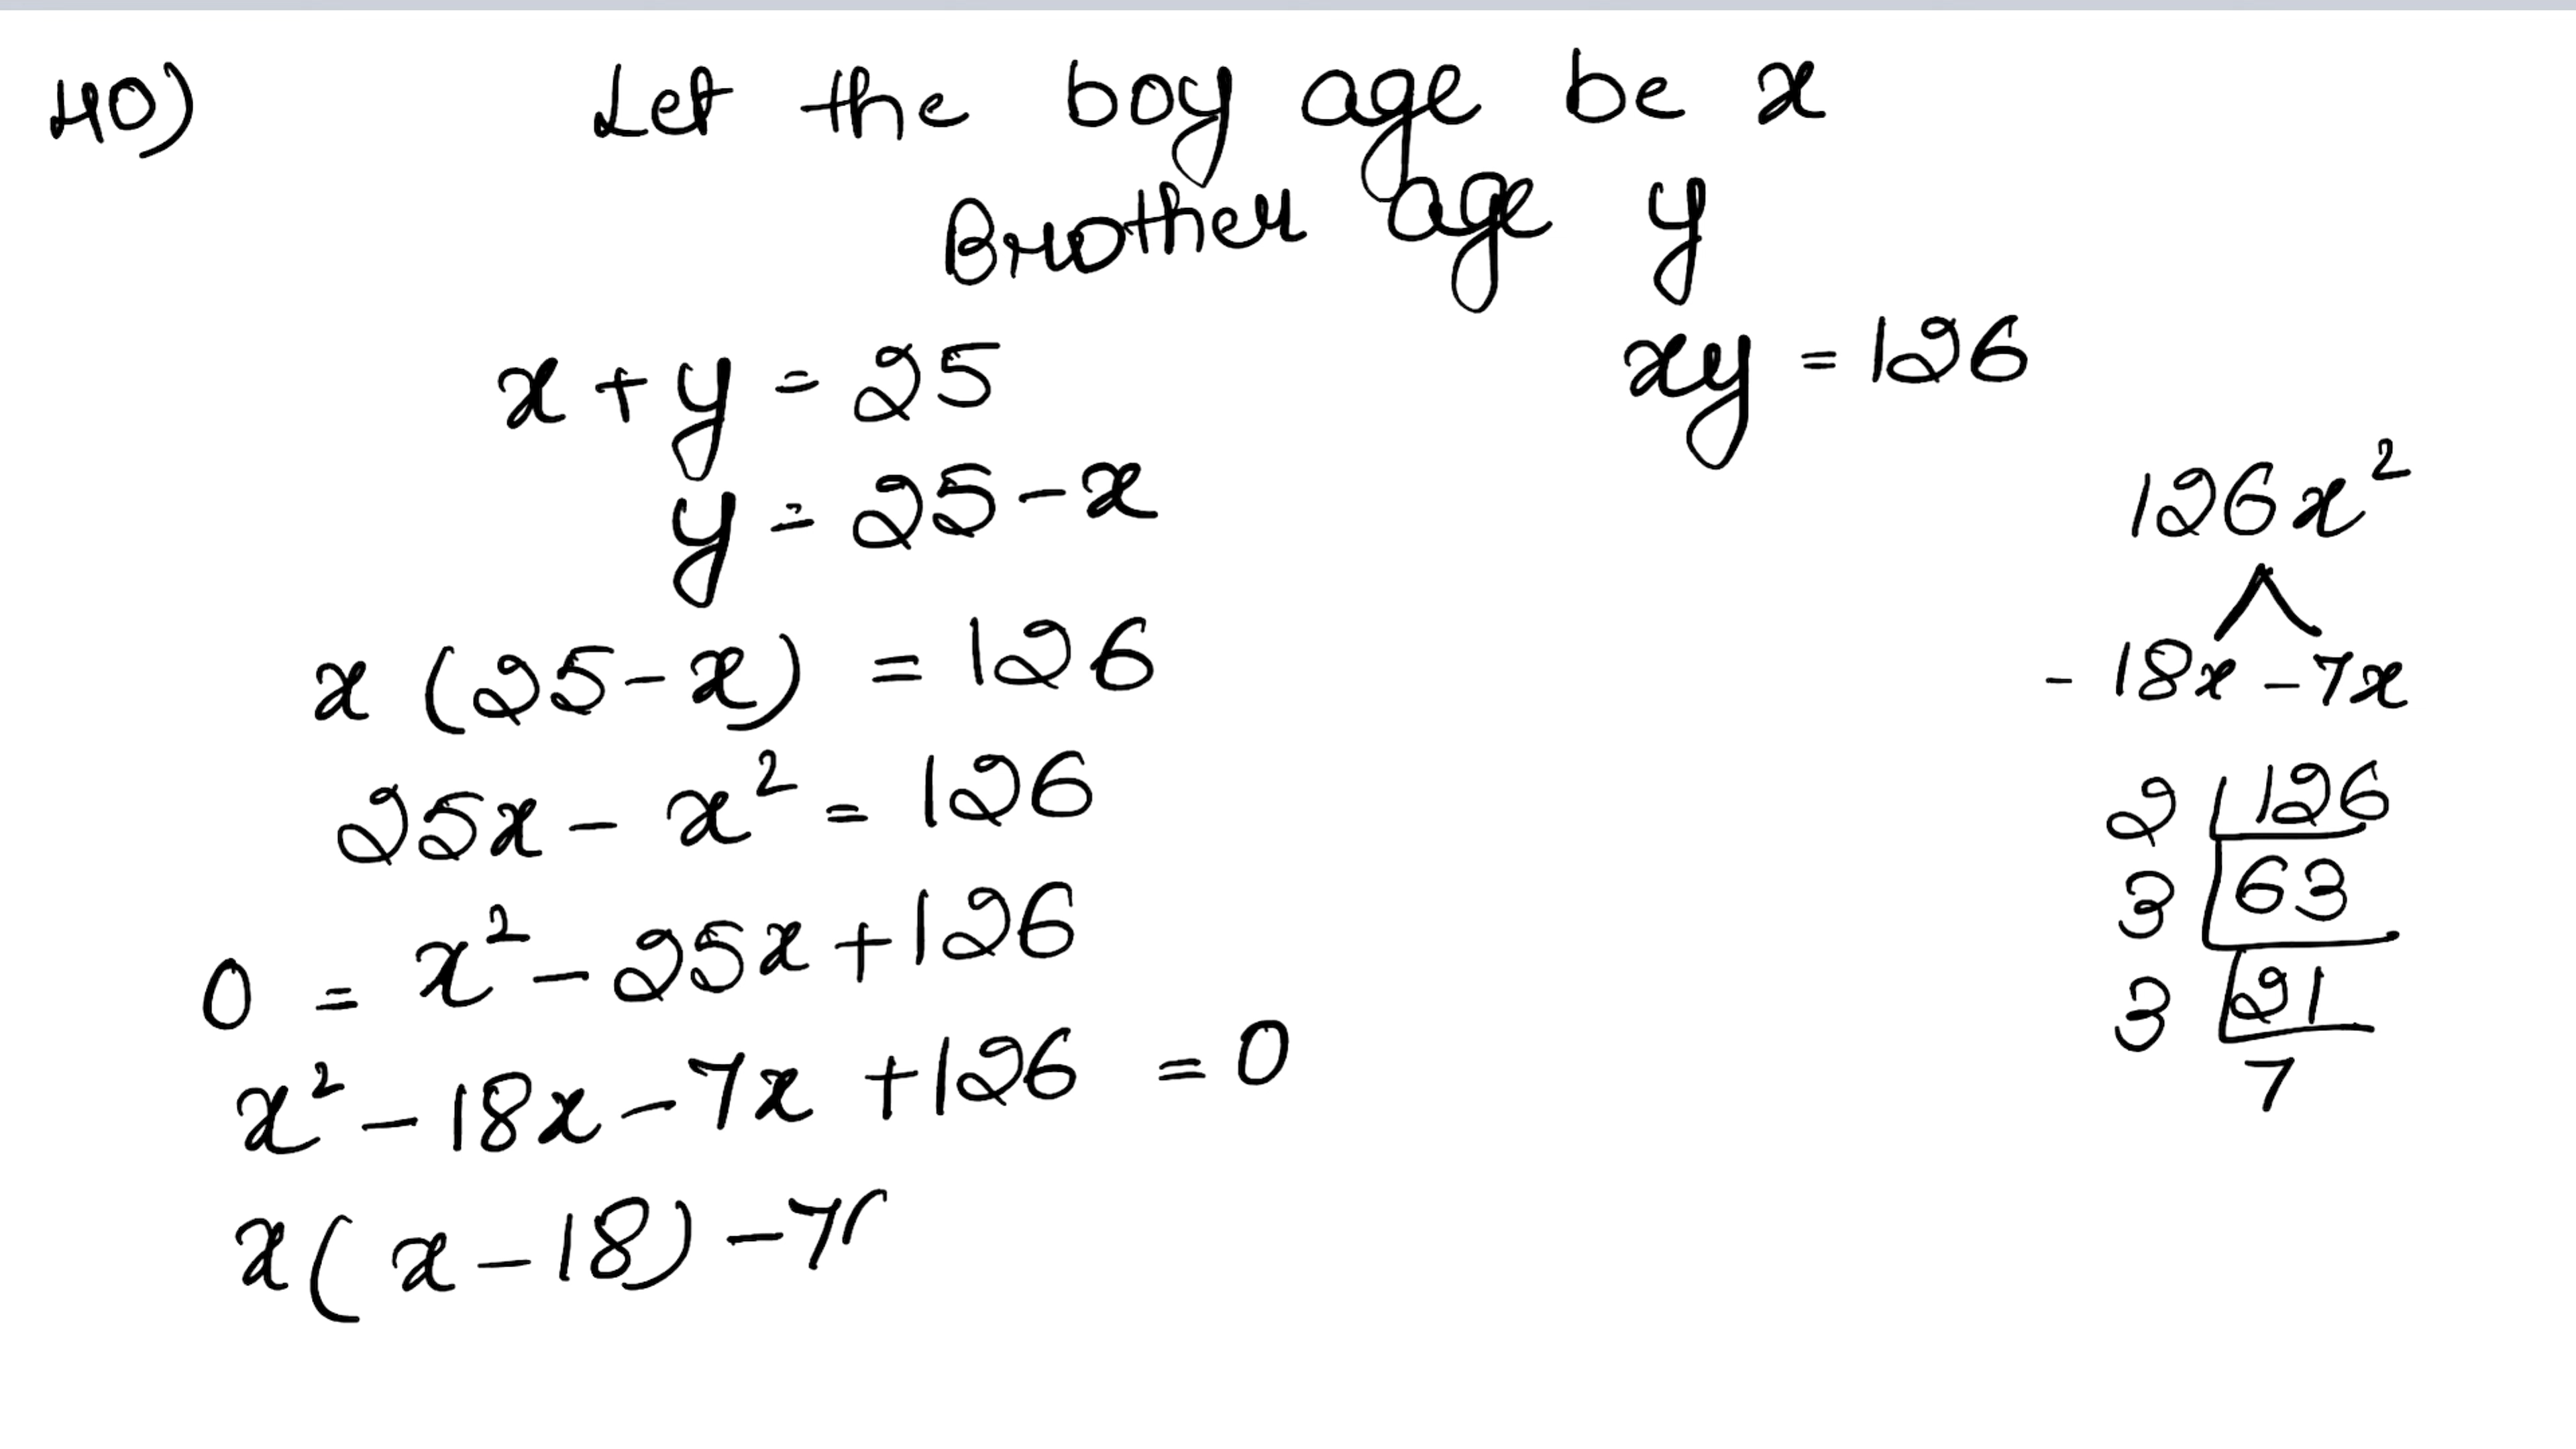 40) Let the boy age be x
Brother age y
x + y = 25
xy = 126
y = 25 - x
x (25 - x) = 126
25x - x² = 126
0 = x² - 25x + 126
x² - 18x - 7x + 126 = 0
x( x - 18) - 7(
126x²
- 18x - 7x
2 126
3 63
3 21
7